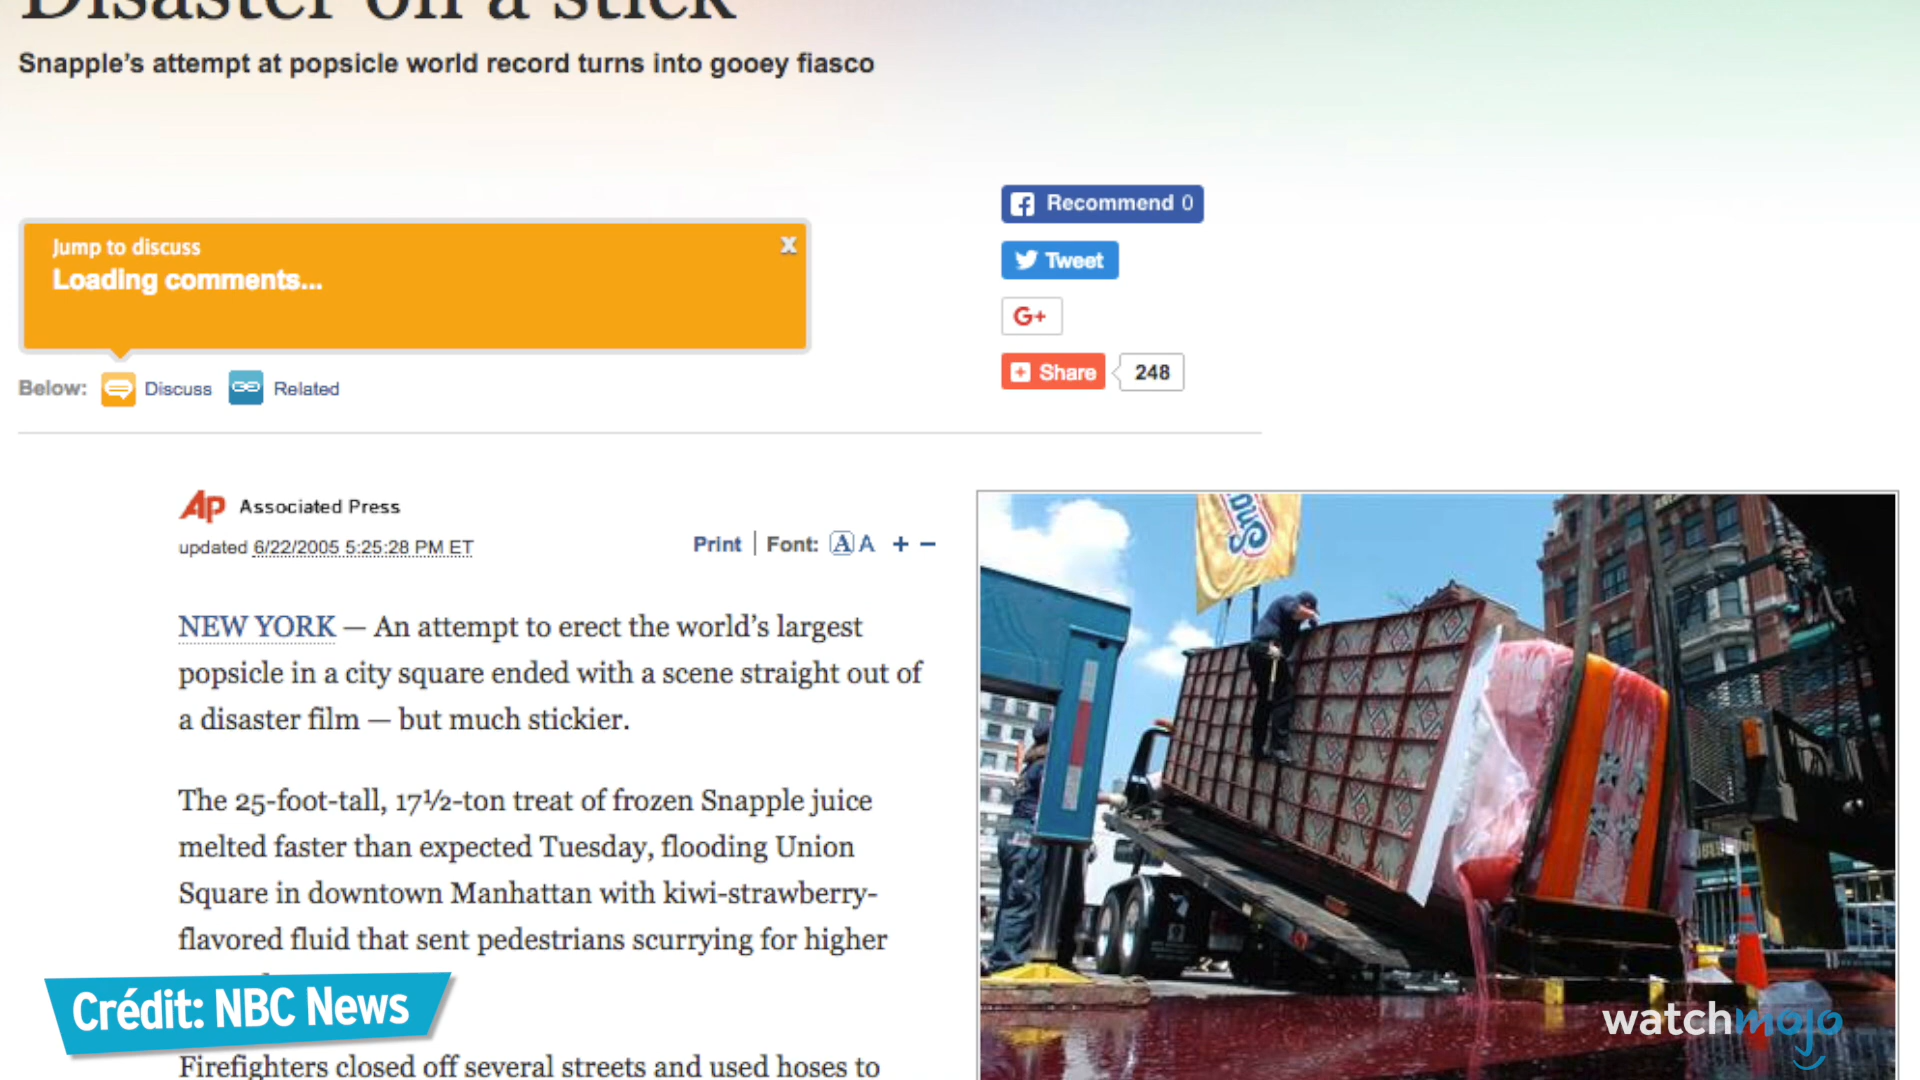 Disaster on a stick
Snapple's attempt at popsicle world record turns into gooey fiasco
Recommend 0
Jump to discuss
x
Loading comments...
Tweet
G+
Share 248
Below: Discuss Related
AP Associated Press
updated 6/22/2005 5:25:28 PM ET
Print | Font: A A + −
NEW YORK — An attempt to erect the world's largest
popsicle in a city square ended with a scene straight out of
a disaster film — but much stickier.
The 25-foot-tall, 17½-ton treat of frozen Snapple juice
melted faster than expected Tuesday, flooding Union
Square in downtown Manhattan with kiwi-strawberry-
flavored fluid that sent pedestrians scurrying for higher
Crédit: NBC News
Firefighters closed off several streets and used hoses to
watchmojo